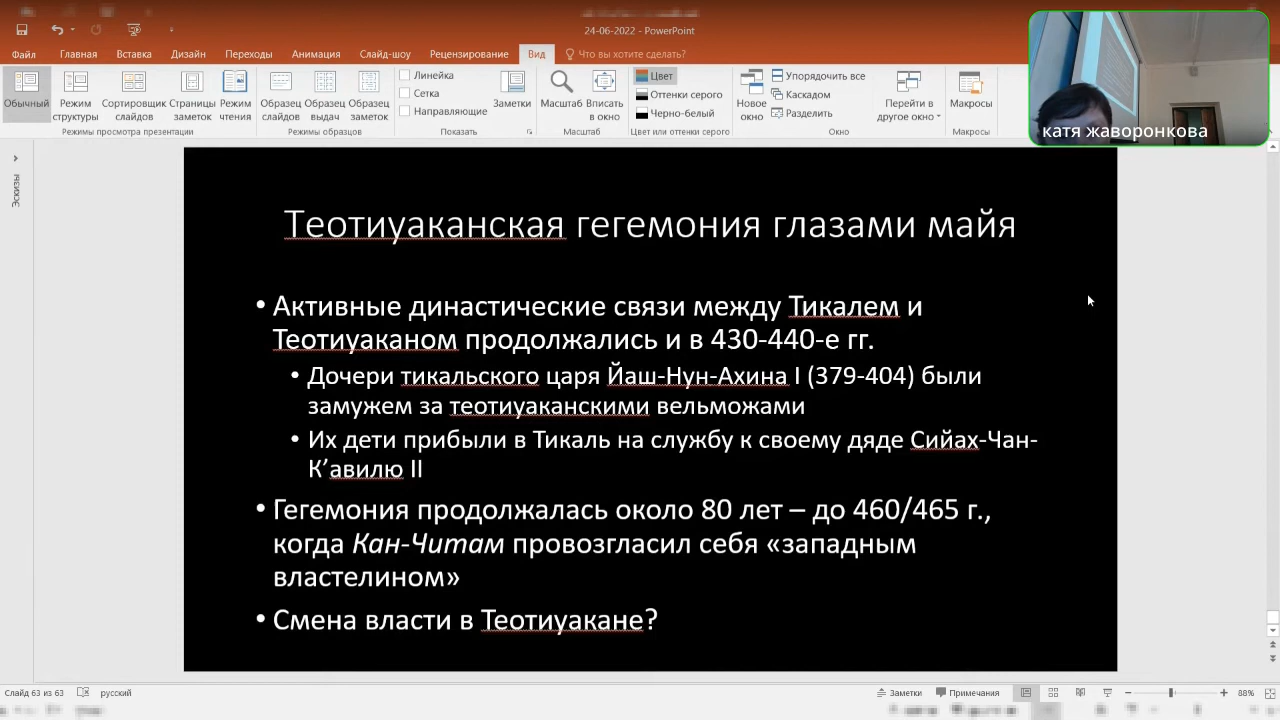 24-06-2022 - PowerPoint
Файл Главная Вставка Дизайн Переходы Анимация Слайд-шоу Рецензирование Вид Что вы хотите сделать?
Обычный
Режим структуры
Сортировщик слайдов
Страницы заметок
Режим чтения
Режимы просмотра презентации
Образец слайдов
Образец выдач
Образец заметок
Режимы образцов
Линейка
Сетка
Направляющие
Заметки
Показать
Масштаб
Вписать в окно
Масштаб
Цвет
Оттенки серого
Черно-белый
Цвет или оттенки серого
Новое окно
Упорядочить все
Каскадом
Разделить
Перейти в другое окно
Окно
Макросы
Макросы
катя жаворонкова
Эскизы
Теотиуаканская гегемония глазами майя
• Активные династические связи между Тикалем и
Теотиуаканом продолжались и в 430-440-е гг.
• Дочери тикальского царя Йаш-Нун-Ахина I (379-404) были
замужем за теотиуаканскими вельможами
• Их дети прибыли в Тикаль на службу к своему дяде Сийах-Чан-
К’авилю II
• Гегемония продолжалась около 80 лет – до 460/465 г.,
когда Кан-Читам провозгласил себя «западным
властелином»
• Смена власти в Теотиуакане?
Слайд 63 из 63 русский Заметки Примечания 88%